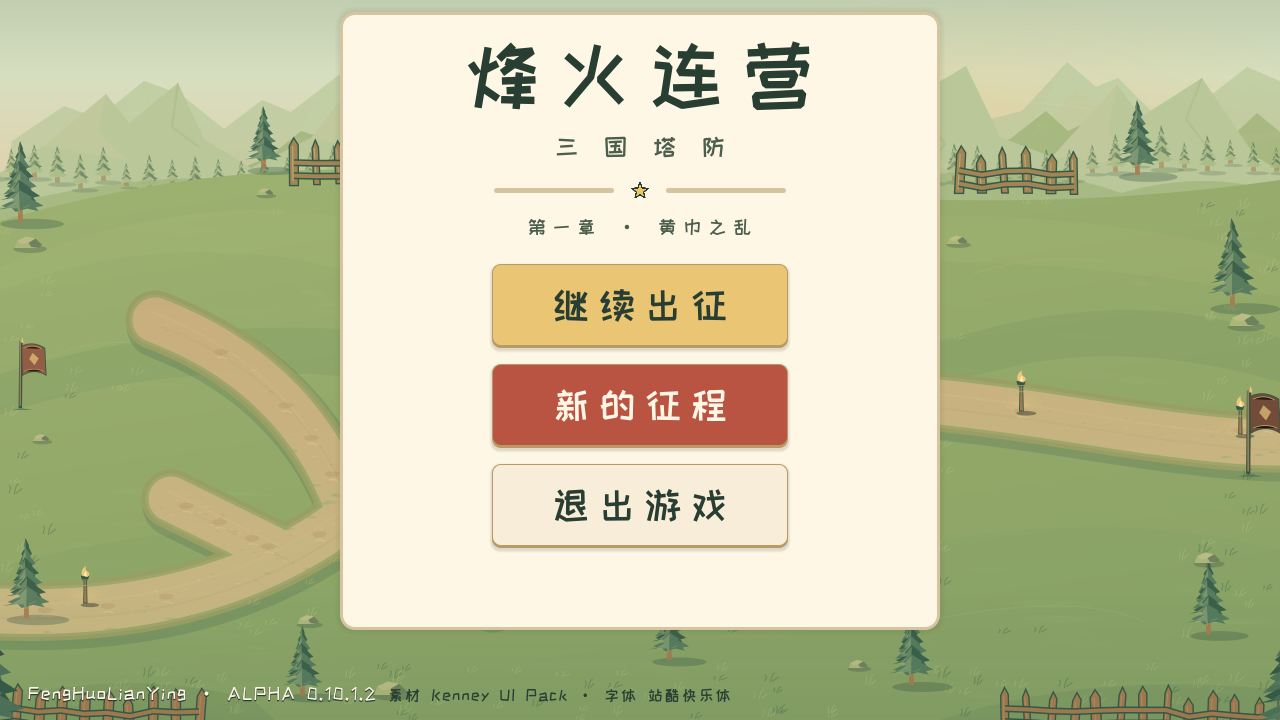 烽火连营
三国塔防
第一章 · 黄巾之乱
继续出征
新的征程
退出游戏
FengHuoLianYing · ALPHA 0.10.1.2 素材 Kenney UI Pack · 字体 站酷快乐体